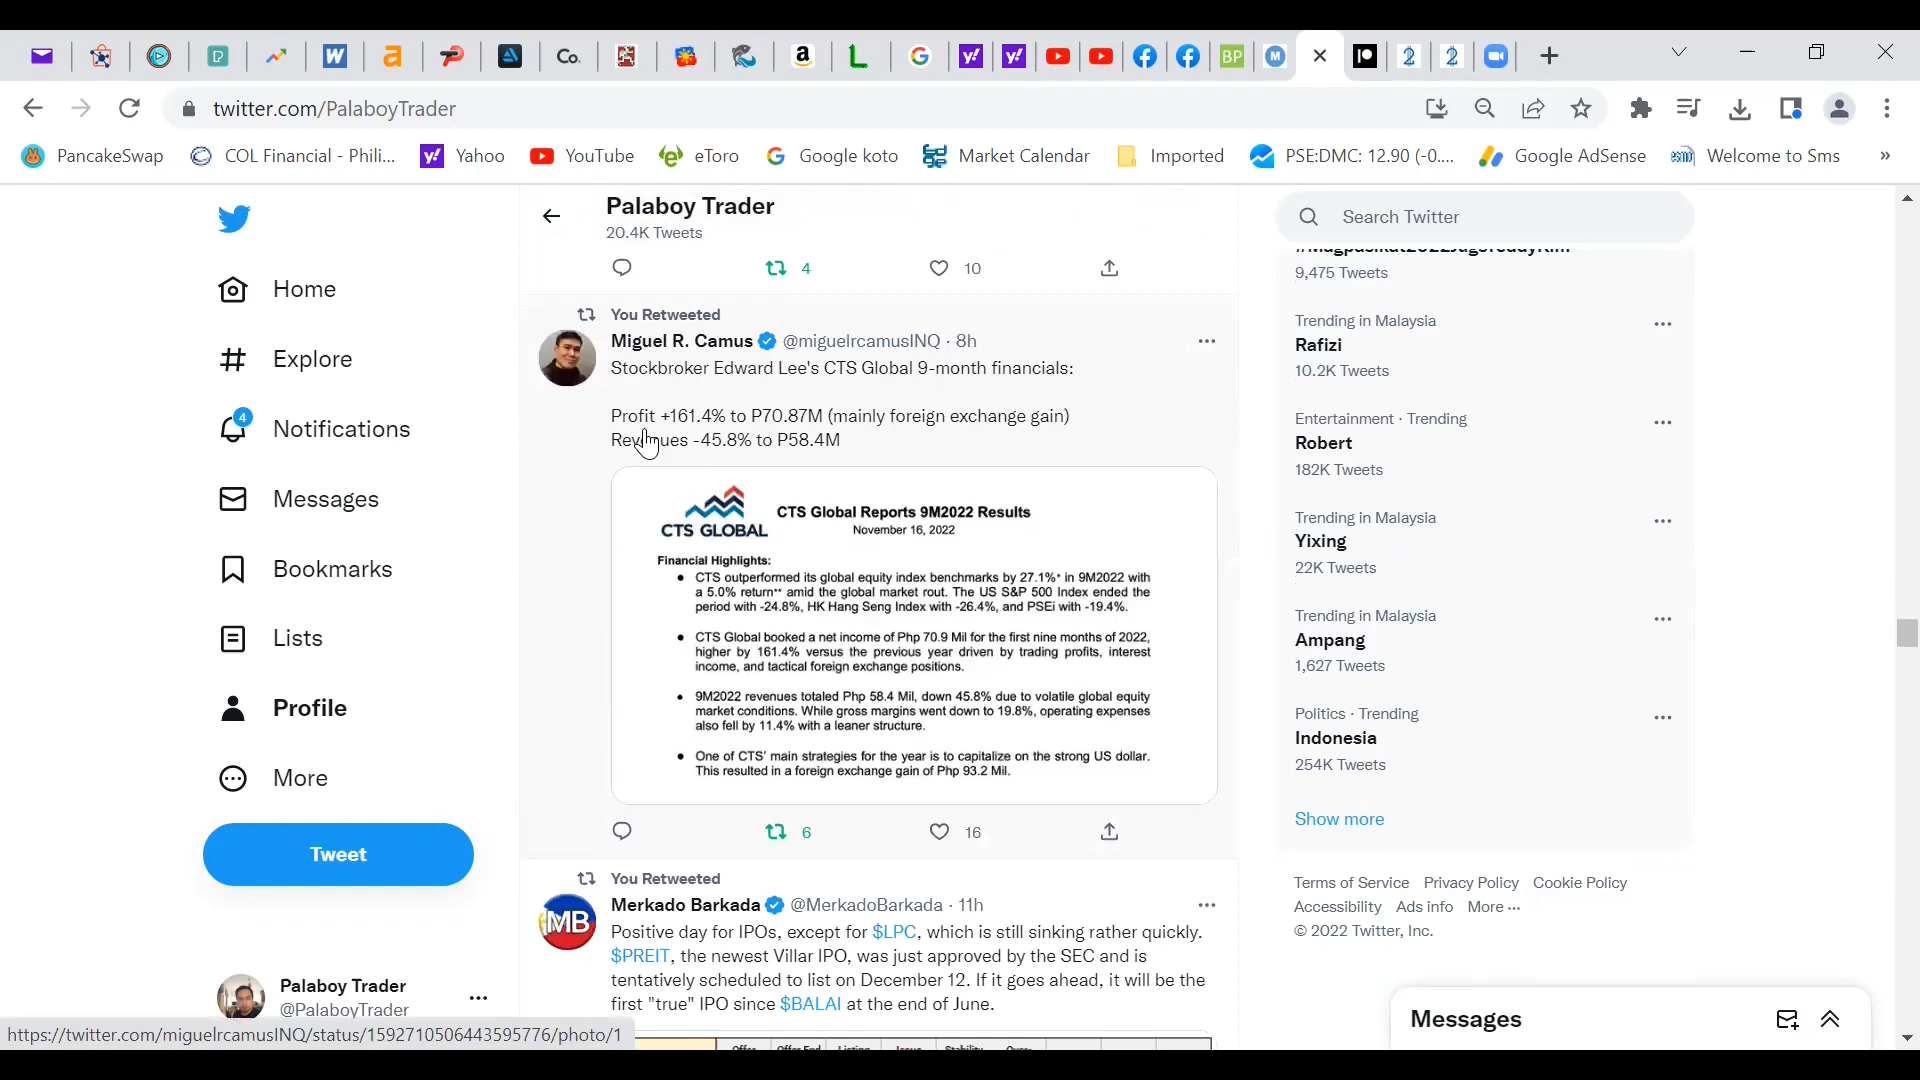 twitter.com/PalaboyTrader
PancakeSwap
COL Financial - Phili...
Yahoo
YouTube
eToro
Google koto
Market Calendar
Imported
PSE:DMC: 12.90 (-0....
Google AdSense
Welcome to Sms
»
Home
Explore
4
Notifications
Messages
Bookmarks
Lists
Profile
More
Tweet
Palaboy Trader
@PalaboyTrader
https://twitter.com/miguelrcamusINQ/status/1592710506443595776/photo/1
Palaboy Trader
20.4K Tweets
4
10
You Retweeted
Miguel R. Camus @miguelrcamusINQ · 8h
Stockbroker Edward Lee's CTS Global 9-month financials:
Profit +161.4% to P70.87M (mainly foreign exchange gain)
Revenues -45.8% to P58.4M
CTS GLOBAL
CTS Global Reports 9M2022 Results
November 16, 2022
Financial Highlights:
• CTS outperformed its global equity index benchmarks by 27.1%* in 9M2022 with
a 5.0% return** amid the global market rout. The US S&P 500 Index ended the
period with -24.8%, HK Hang Seng Index with -26.4%, and PSEi with -19.4%.
• CTS Global booked a net income of Php 70.9 Mil for the first nine months of 2022,
higher by 161.4% versus the previous year driven by trading profits, interest
income, and tactical foreign exchange positions.
• 9M2022 revenues totaled Php 58.4 Mil, down 45.8% due to volatile global equity
market conditions. While gross margins went down to 19.8%, operating expenses
also fell by 11.4% with a leaner structure.
• One of CTS' main strategies for the year is to capitalize on the strong US dollar.
This resulted in a foreign exchange gain of Php 93.2 Mil.
6
16
You Retweeted
MB
Merkado Barkada @MerkadoBarkada · 11h
Positive day for IPOs, except for $LPC, which is still sinking rather quickly.
$PREIT, the newest Villar IPO, was just approved by the SEC and is
tentatively scheduled to list on December 12. If it goes ahead, it will be the
first "true" IPO since $BALAI at the end of June.
Search Twitter
9,475 Tweets
Trending in Malaysia
Rafizi
10.2K Tweets
Entertainment · Trending
Robert
182K Tweets
Trending in Malaysia
Yixing
22K Tweets
Trending in Malaysia
Ampang
1,627 Tweets
Politics · Trending
Indonesia
254K Tweets
Show more
Terms of Service Privacy Policy Cookie Policy
Accessibility Ads info More ···
© 2022 Twitter, Inc.
Messages